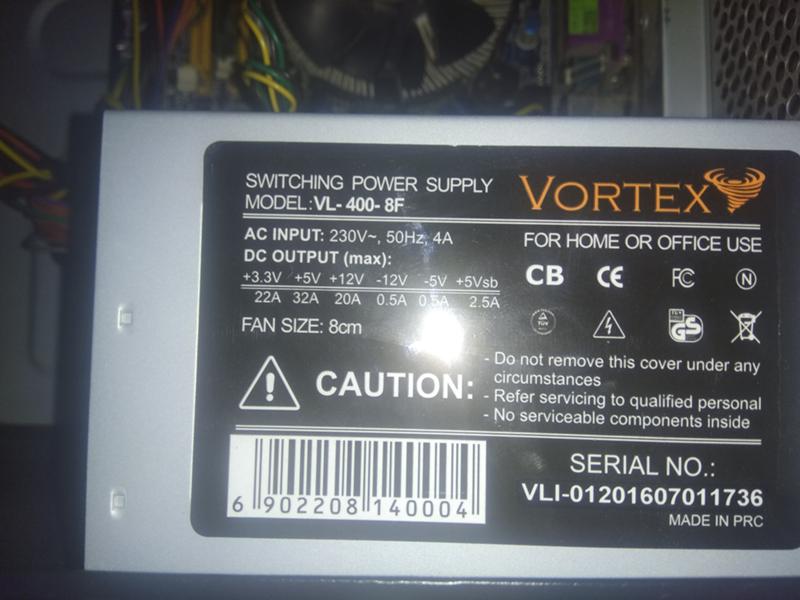 SWITCHING POWER SUPPLY
MODEL: VL- 400- 8F
VORTEX
AC INPUT: 230V~, 50Hz, 4A
DC OUTPUT (max):
+3.3V +5V +12V -12V -5V +5Vsb
22A 32A 20A 0.5A 0.5A 2.5A
FAN SIZE: 8cm
FOR HOME OR OFFICE USE
CB CE FC N
TÜV GS
CAUTION:
- Do not remove this cover under any
circumstances
- Refer servicing to qualified personal
- No serviceable components inside
6 902208 140004
SERIAL NO.:
VLI-01201607011736
MADE IN PRC